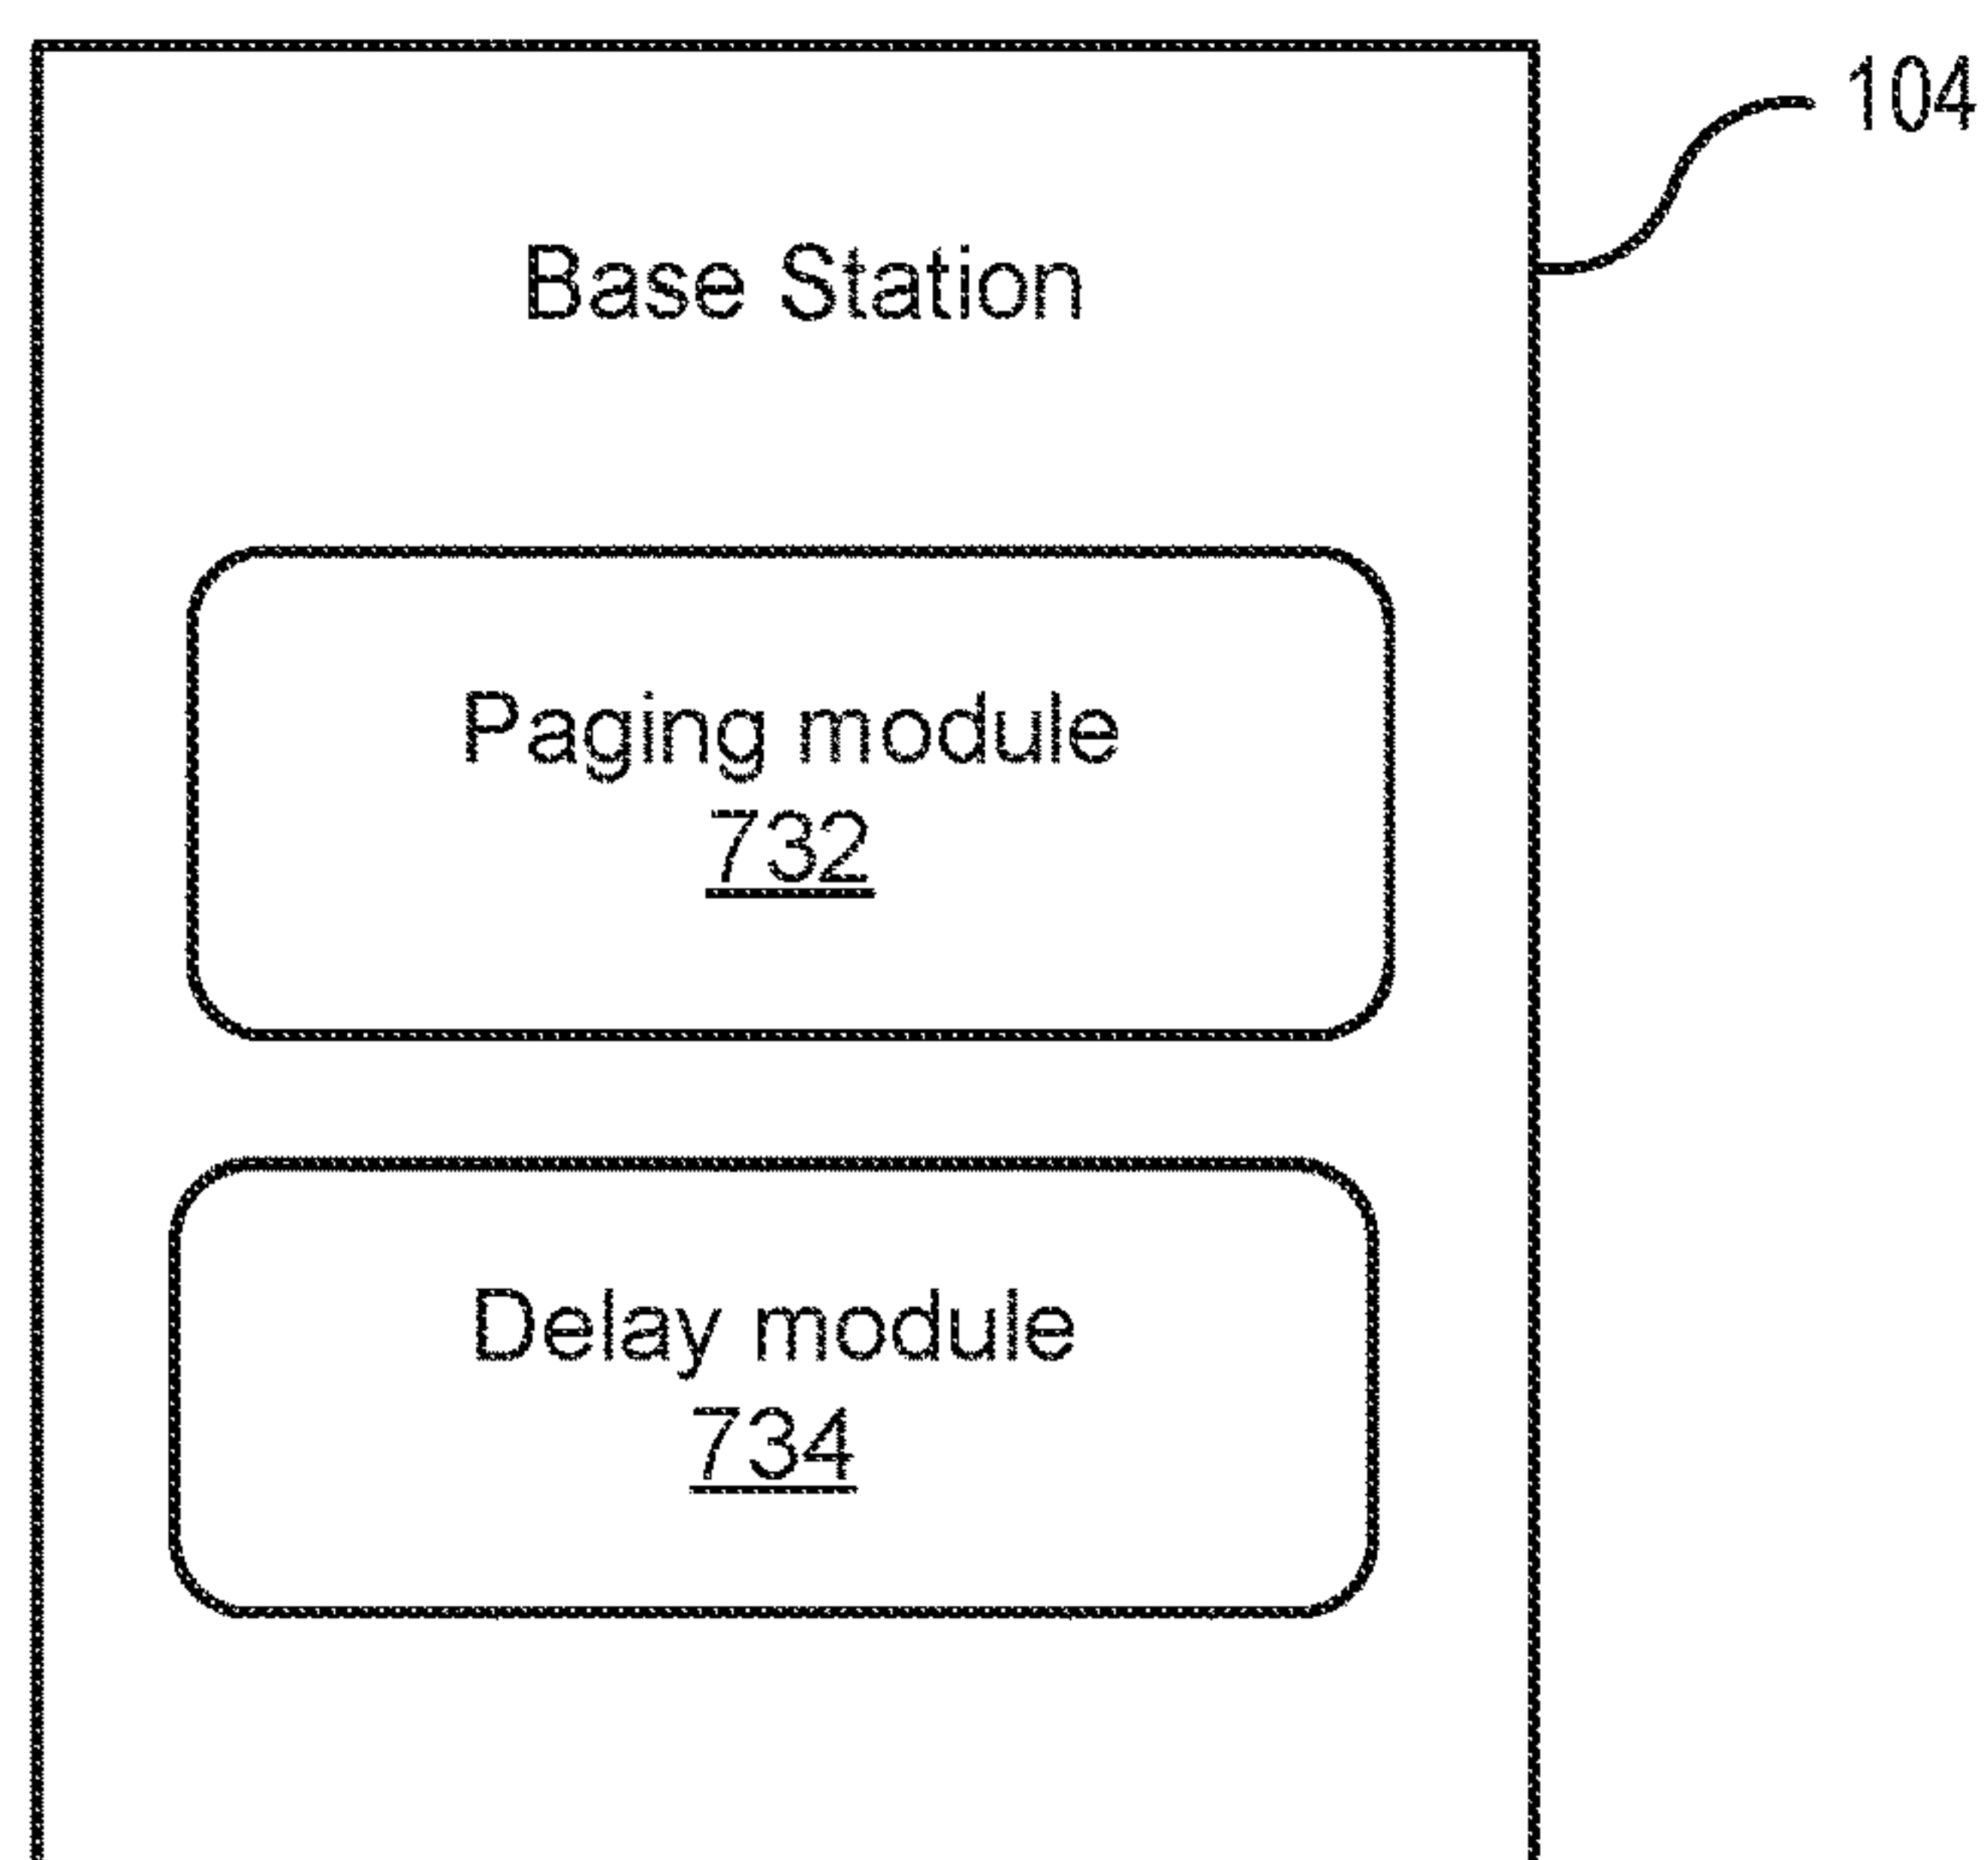 104
Base Station
Paging module
732
Delay module
734